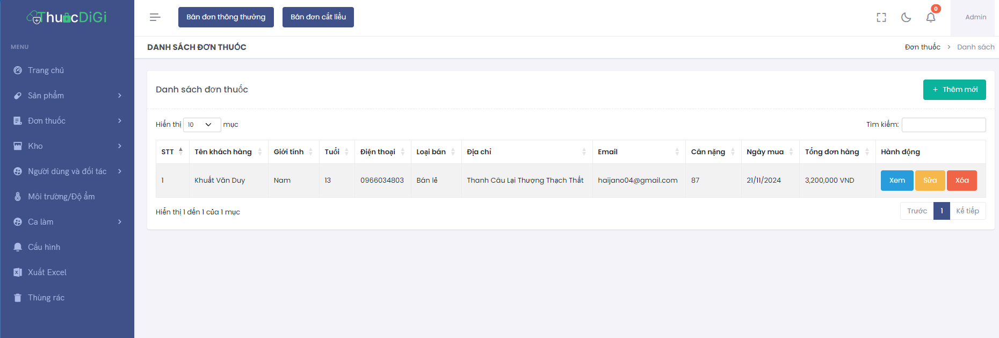 ThuốcDiGi
Bán đơn thông thường
Bán đơn cắt liều
0
Admin
MENU
Trang chủ
Sản phẩm
Đơn thuốc
Kho
Người dùng và đối tác
Môi trường/Độ ẩm
Ca làm
Cấu hình
Xuất Excel
Thùng rác
DANH SÁCH ĐƠN THUỐC
Đơn thuốc > Danh sách
Danh sách đơn thuốc
+ Thêm mới
Hiển thị 10 mục
Tìm kiếm:
STT Tên khách hàng Giới tính Tuổi Điện thoại Loại bán Địa chỉ Email Cân nặng Ngày mua Tổng đơn hàng Hành động
1 Khuất Văn Duy Nam 13 0966034803 Bán lẻ Thanh Câu Lại Thượng Thạch Thất haijano04@gmail.com 87 21/11/2024 3,200,000 VND Xem Sửa Xóa
Hiển thị 1 đến 1 của 1 mục
Trước 1 Kế tiếp